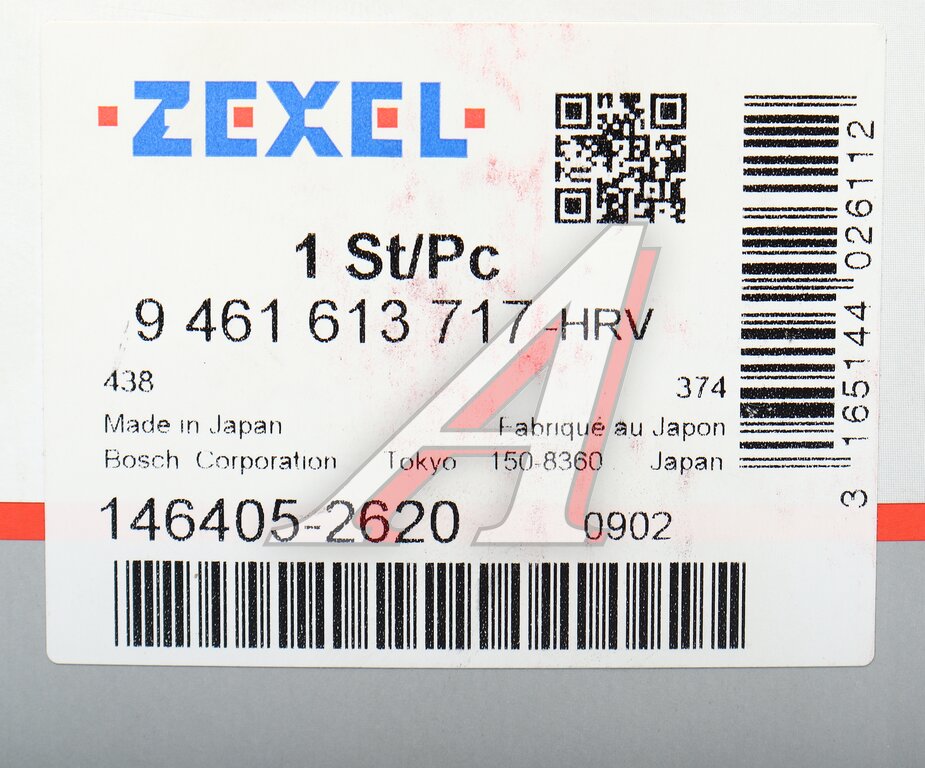 ZEXEL
1 St/Pc
9 461 613 717 -HRV
438 374
Made in Japan Fabriqué au Japon
Bosch Corporation Tokyo 150-8360 Japan
146405-2620 0902
3 165144 026112
A